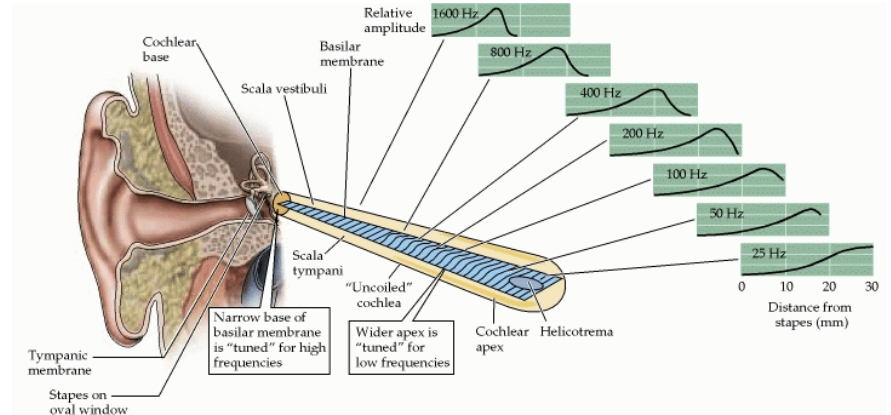 Relative
amplitude
1600 Hz
Cochlear
base
Basilar
membrane
800 Hz
Scala vestibuli
400 Hz
200 Hz
100 Hz
50 Hz
25 Hz
Scala
tympani
"Uncoiled"
cochlea
0 10 20 30
Distance from
stapes (mm)
Narrow base of
basilar membrane
is "tuned" for high
frequencies
Wider apex is
"tuned" for
low frequencies
Cochlear
apex
Helicotrema
Tympanic
membrane
Stapes on
oval window